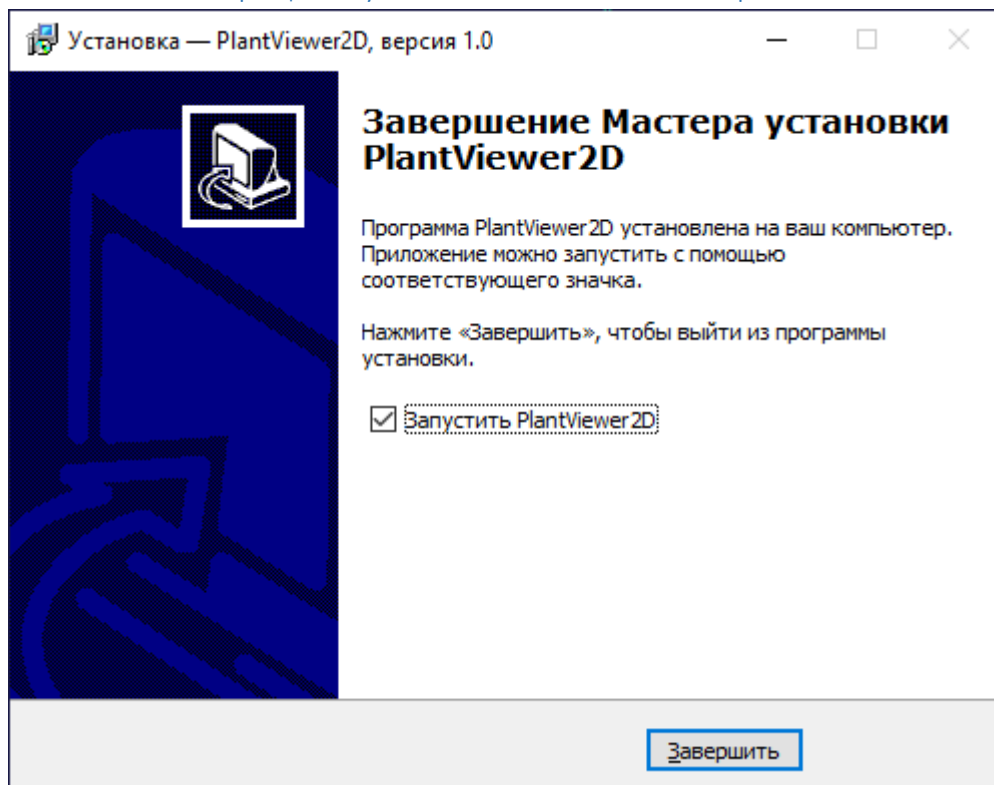 Установка — PlantViewer2D, версия 1.0
Завершение Мастера установки
PlantViewer2D
Программа PlantViewer2D установлена на ваш компьютер.
Приложение можно запустить с помощью
соответствующего значка.
Нажмите «Завершить», чтобы выйти из программы
установки.
Запустить PlantViewer2D
Завершить